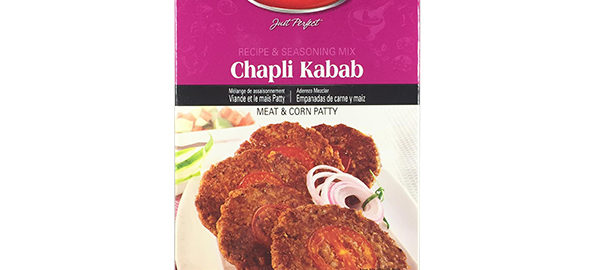 Just Perfect
RECIPE & SEASONING MIX
Chapli Kabab
Mélange de assaisonnement
Viande et le maïs Patty
Aderezo Mezclar
Empanadas de carne y maiz
MEAT & CORN PATTY